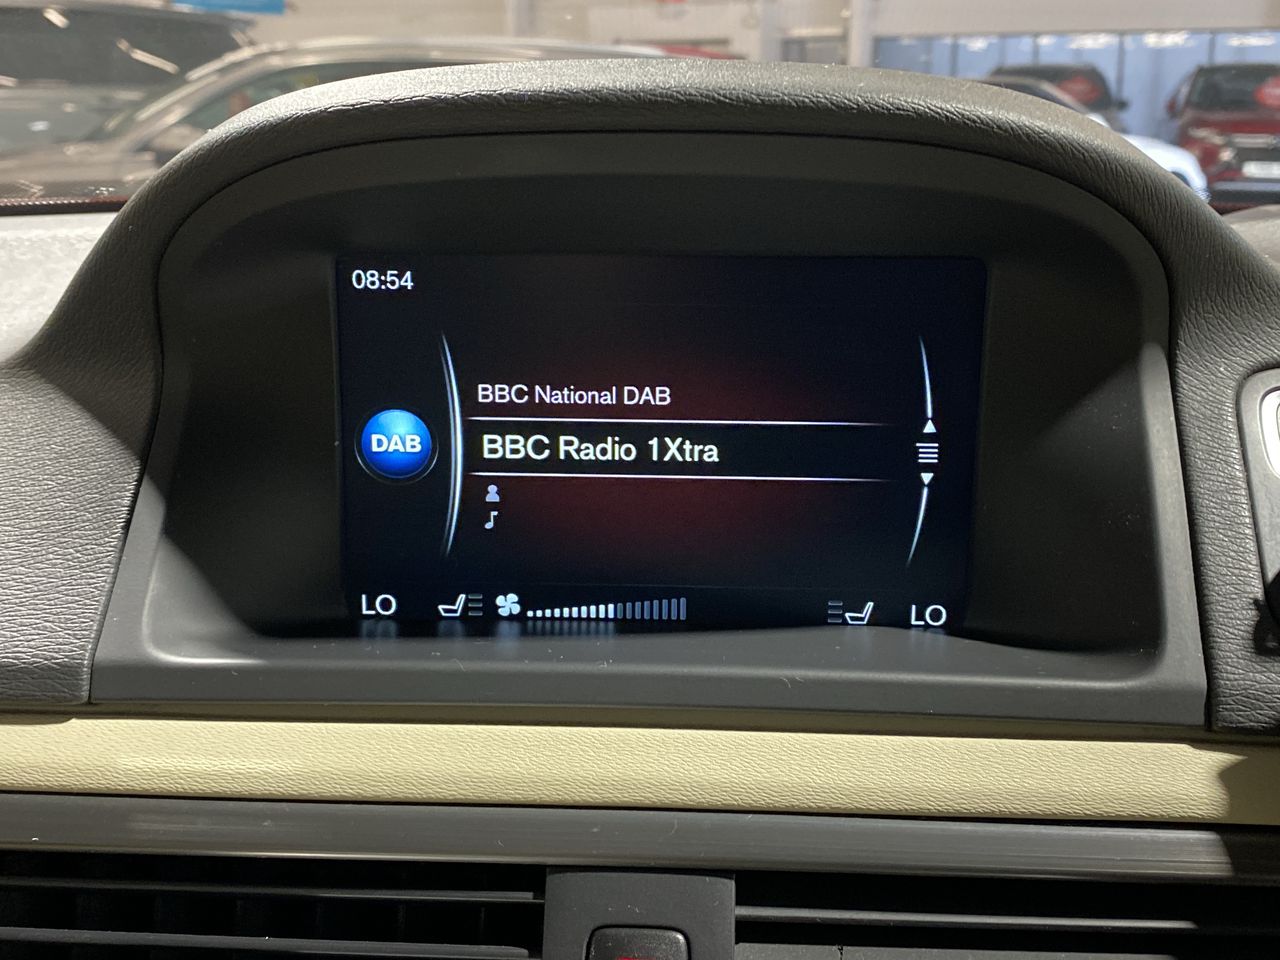 08:54
BBC National DAB
DAB
BBC Radio 1Xtra
LO
LO